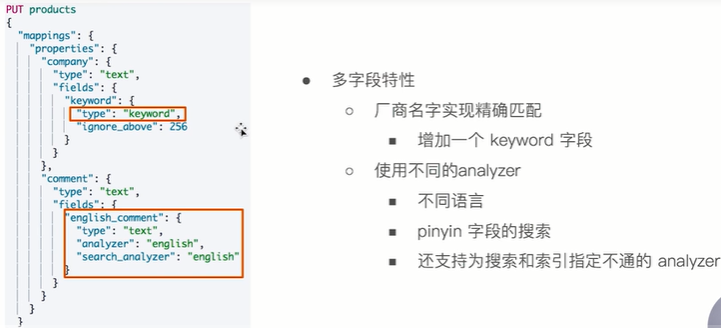 PUT products
{
"mappings": {
"properties": {
"company": {
"type": "text",
"fields": {
"keyword": {
"type": "keyword",
"ignore_above": 256
}
}
},
"comment": {
"type": "text",
"fields": {
"english_comment": {
"type": "text",
"analyzer": "english",
"search_analyzer": "english"
}
}
}
}
}
}
● 多字段特性
○ 厂商名字实现精确匹配
■ 增加一个 keyword 字段
○ 使用不同的analyzer
■ 不同语言
■ pinyin 字段的搜索
■ 还支持为搜索和索引指定不通的 analyzer